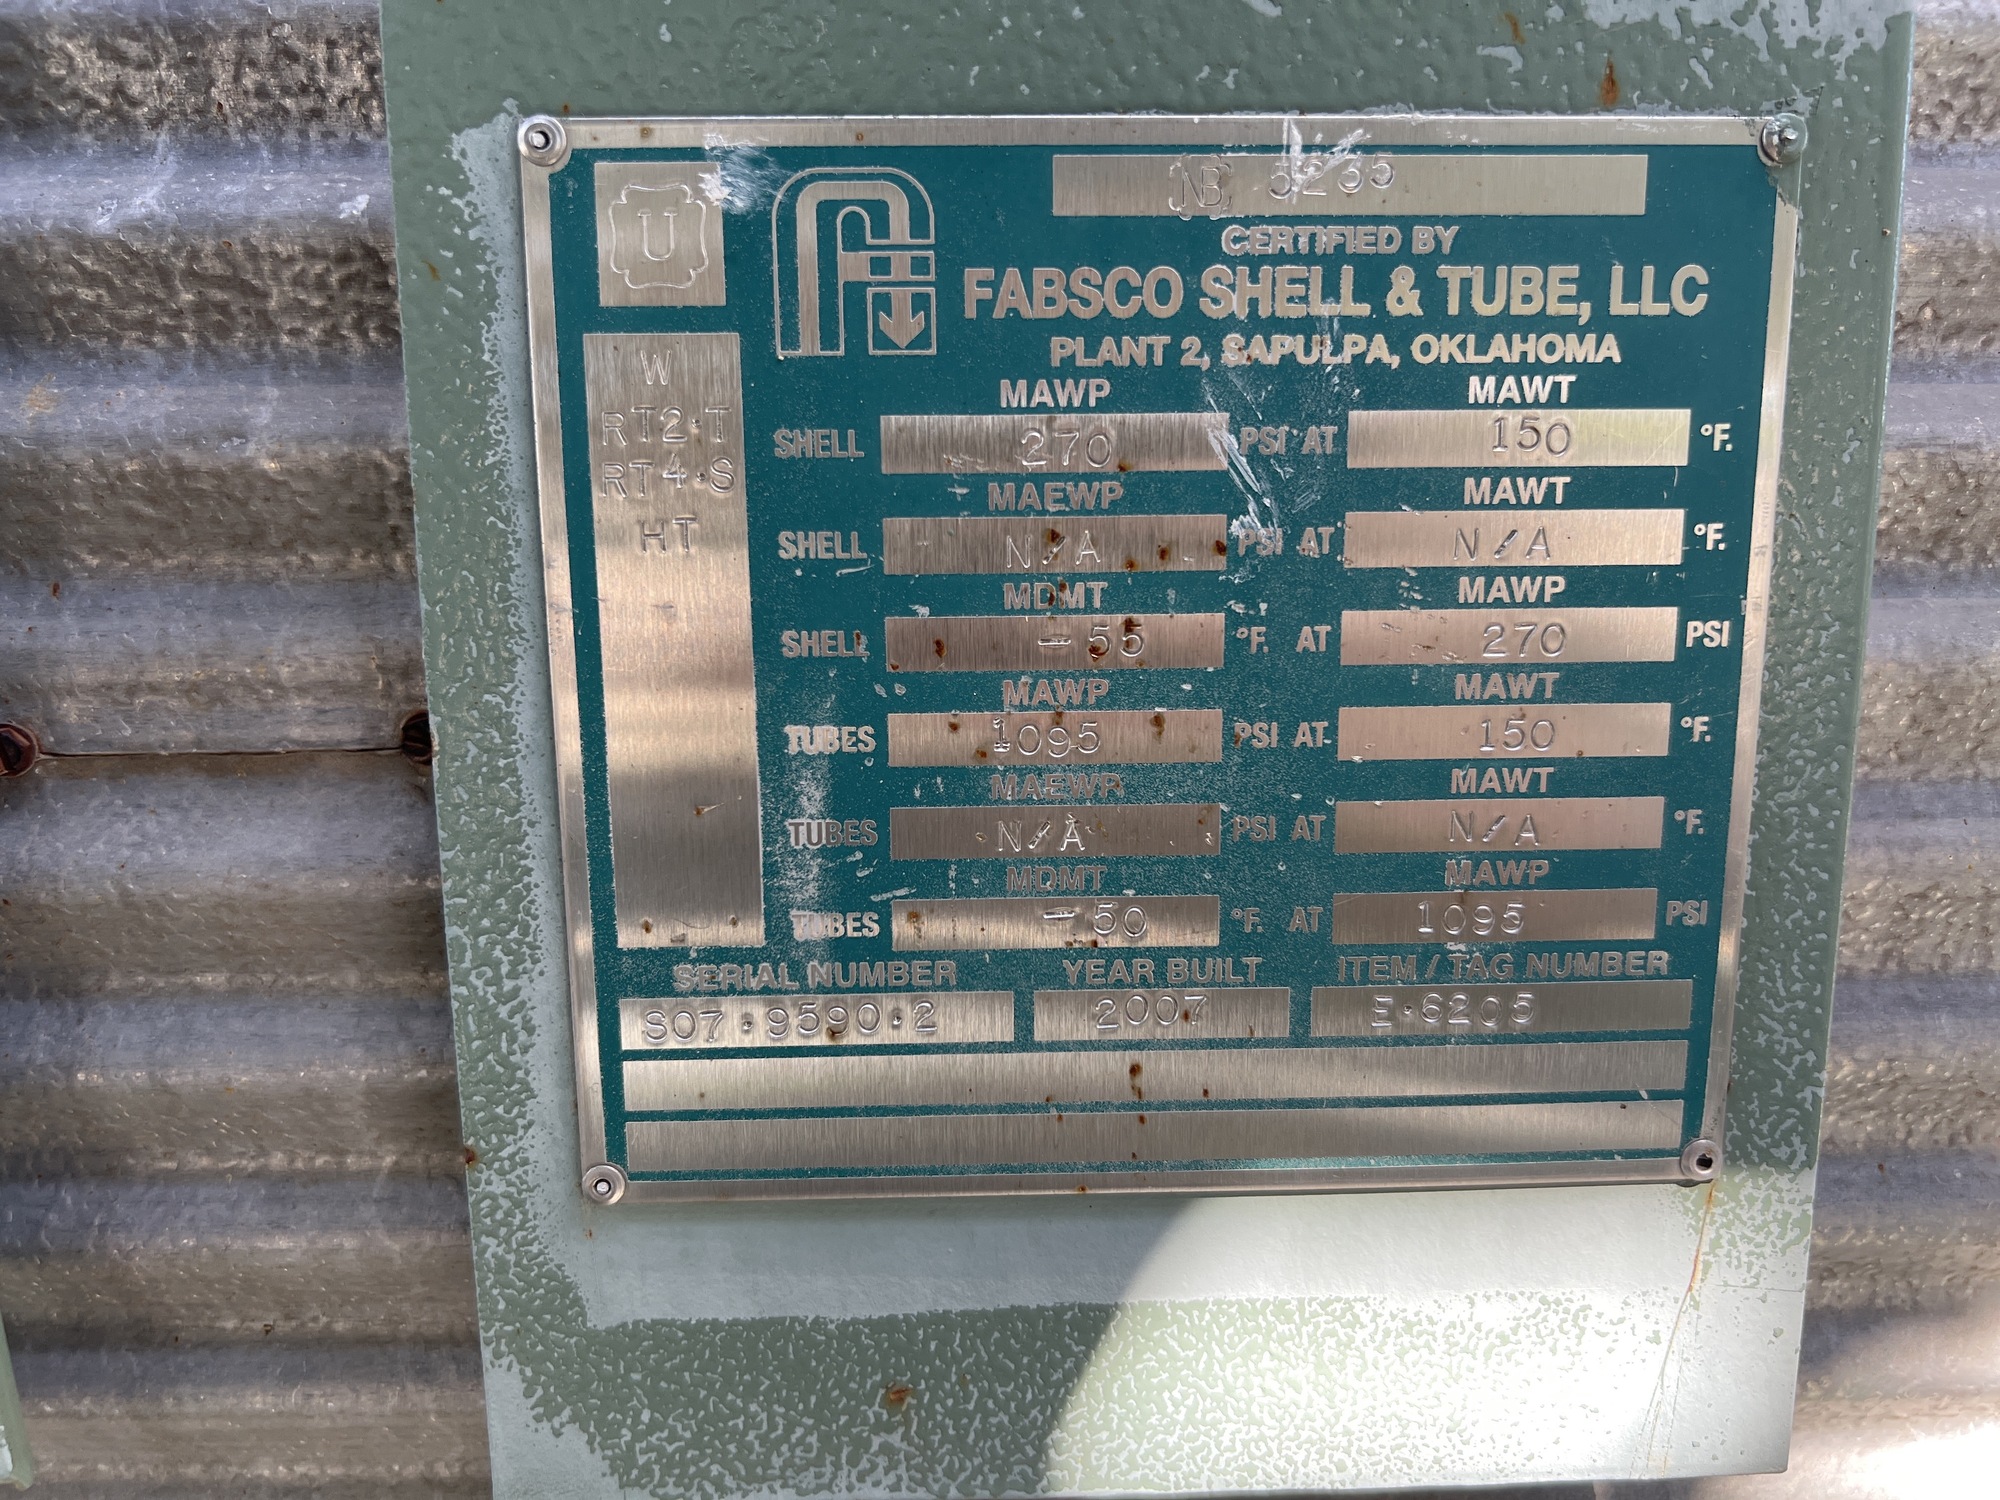 U
NB 5235
CERTIFIED BY
FABSCO SHELL & TUBE, LLC
PLANT 2, SAPULPA, OKLAHOMA
W
RT2·T
RT4·S
HT
MAWP MAWT
SHELL 270 PSI AT 150 °F.
MAEWP MAWT
SHELL N/A PSI AT N/A °F.
MDMT MAWP
SHELL -55 °F. AT 270 PSI
MAWP MAWT
TUBES 1095 PSI AT 150 °F.
MAEWP MAWT
TUBES N/A PSI AT N/A °F.
MDMT MAWP
TUBES -50 °F. AT 1095 PSI
SERIAL NUMBER YEAR BUILT ITEM / TAG NUMBER
S07·9590·2 2007 E·6205